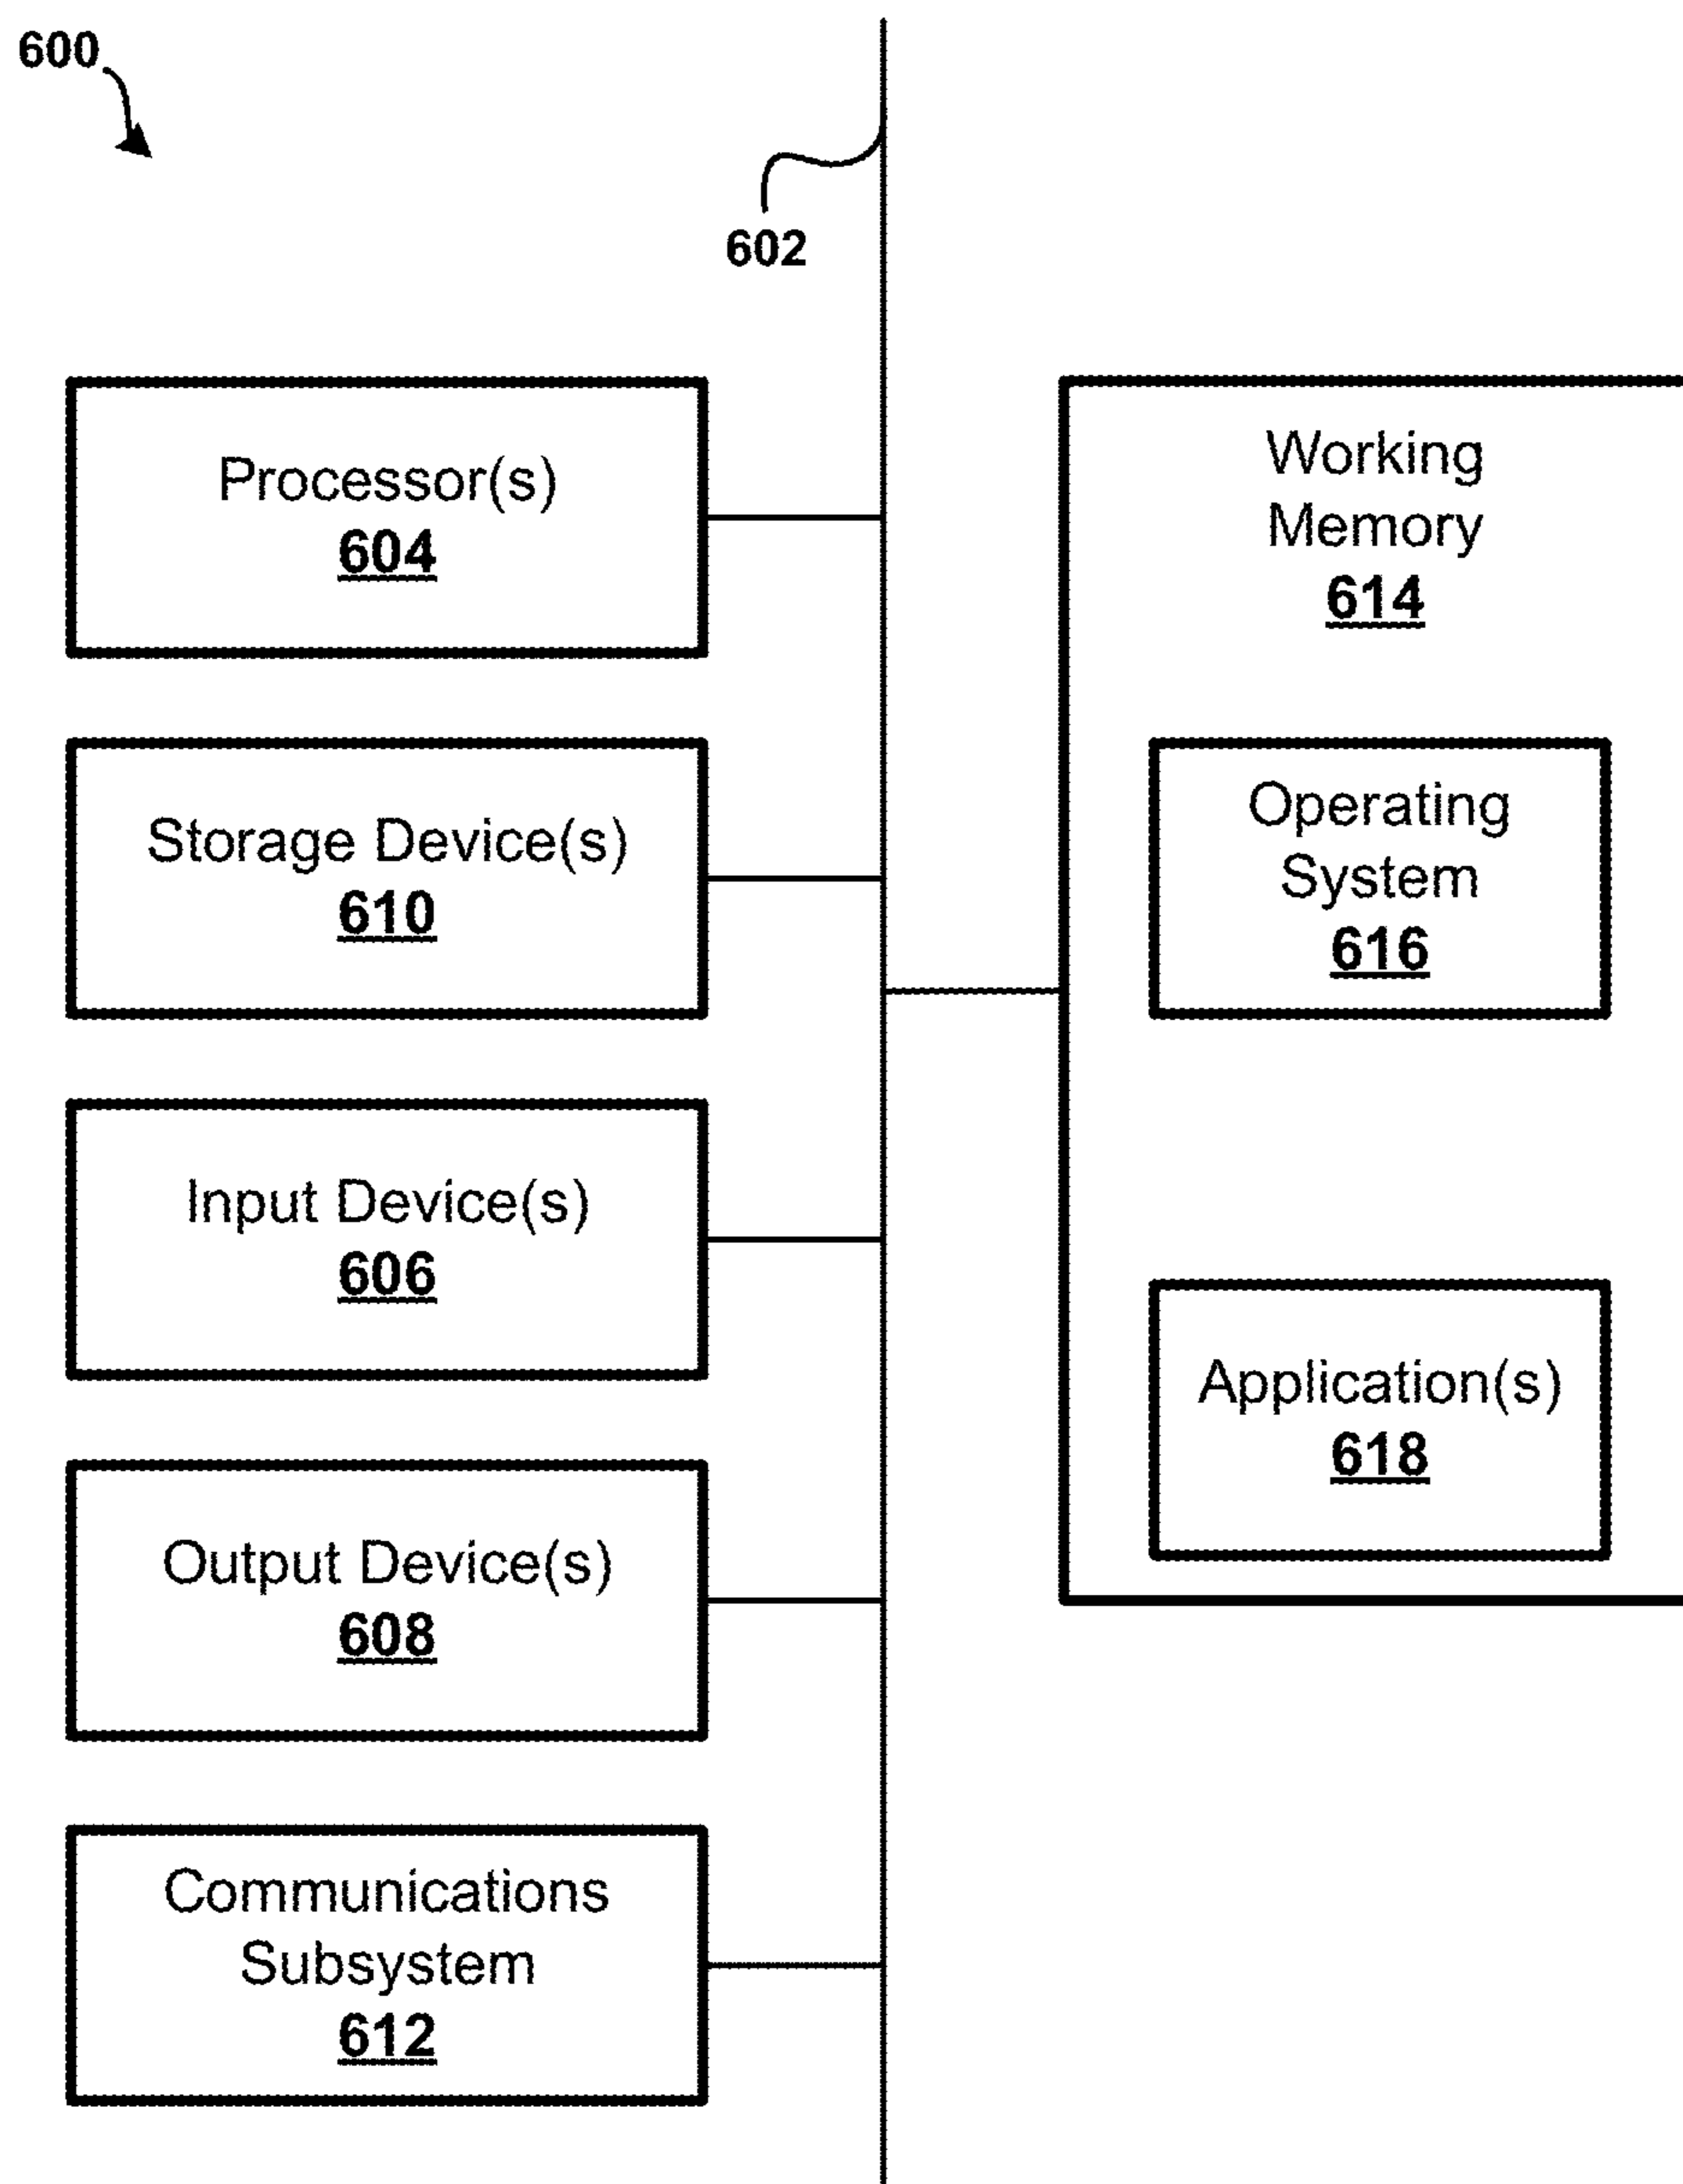 600
602
Processor(s)
604
Storage Device(s)
610
Input Device(s)
606
Output Device(s)
608
Communications
Subsystem
612
Working
Memory
614
Operating
System
616
Application(s)
618